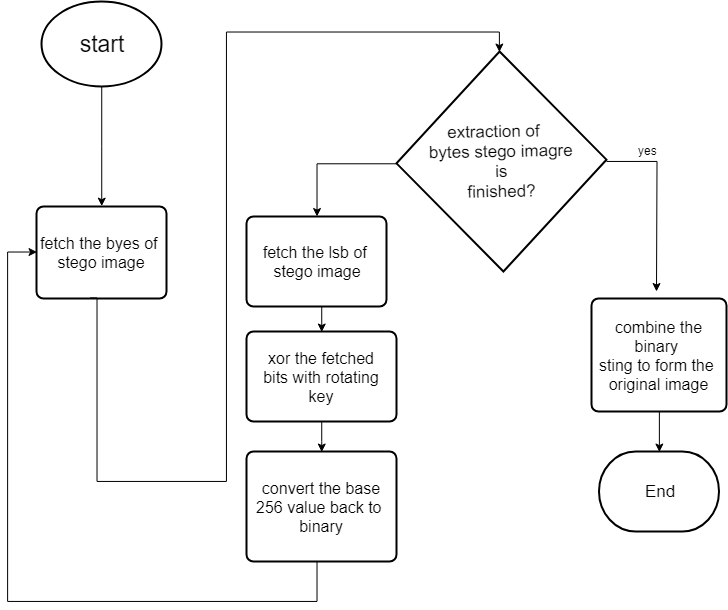 start
fetch the byes of
stego image
extraction of
bytes stego imagre
is
finished?
yes
fetch the lsb of
stego image
xor the fetched
bits with rotating
key
convert the base
256 value back to
binary
combine the
binary
sting to form the
original image
End